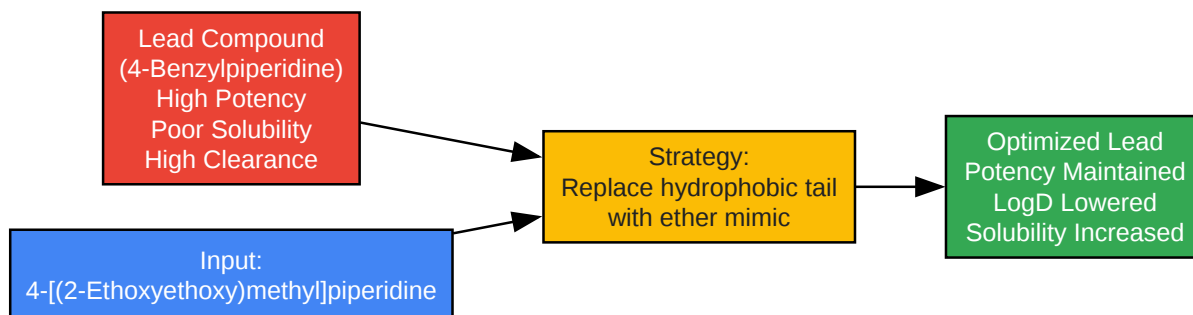 Lead Compound
(4-Benzylpiperidine)
High Potency
Poor Solubility
High Clearance
Input:
4-[(2-Ethoxyethoxy)methyl]piperidine
Strategy:
Replace hydrophobic tail
with ether mimic
Optimized Lead
Potency Maintained
LogD Lowered
Solubility Increased